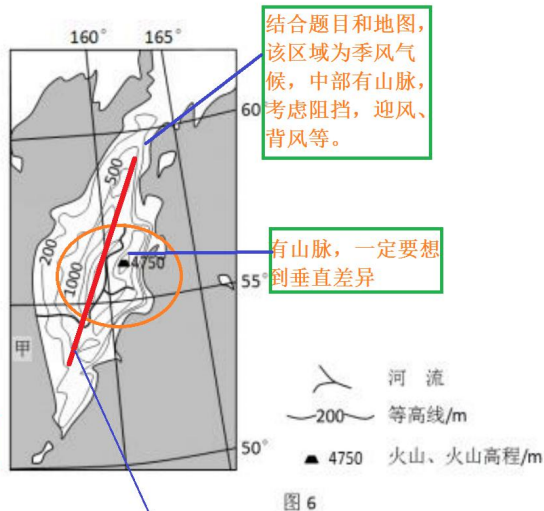 结合题目和地图，
该区域为季风气
候，中部有山脉，
考虑阻挡，迎风、
背风等。
160° 165°
60°
500
200
1000
4750
有山脉，一定要想
到垂直差异
55°
甲
河 流
200 等高线/m
50°
4750 火山、火山高程/m
图 6